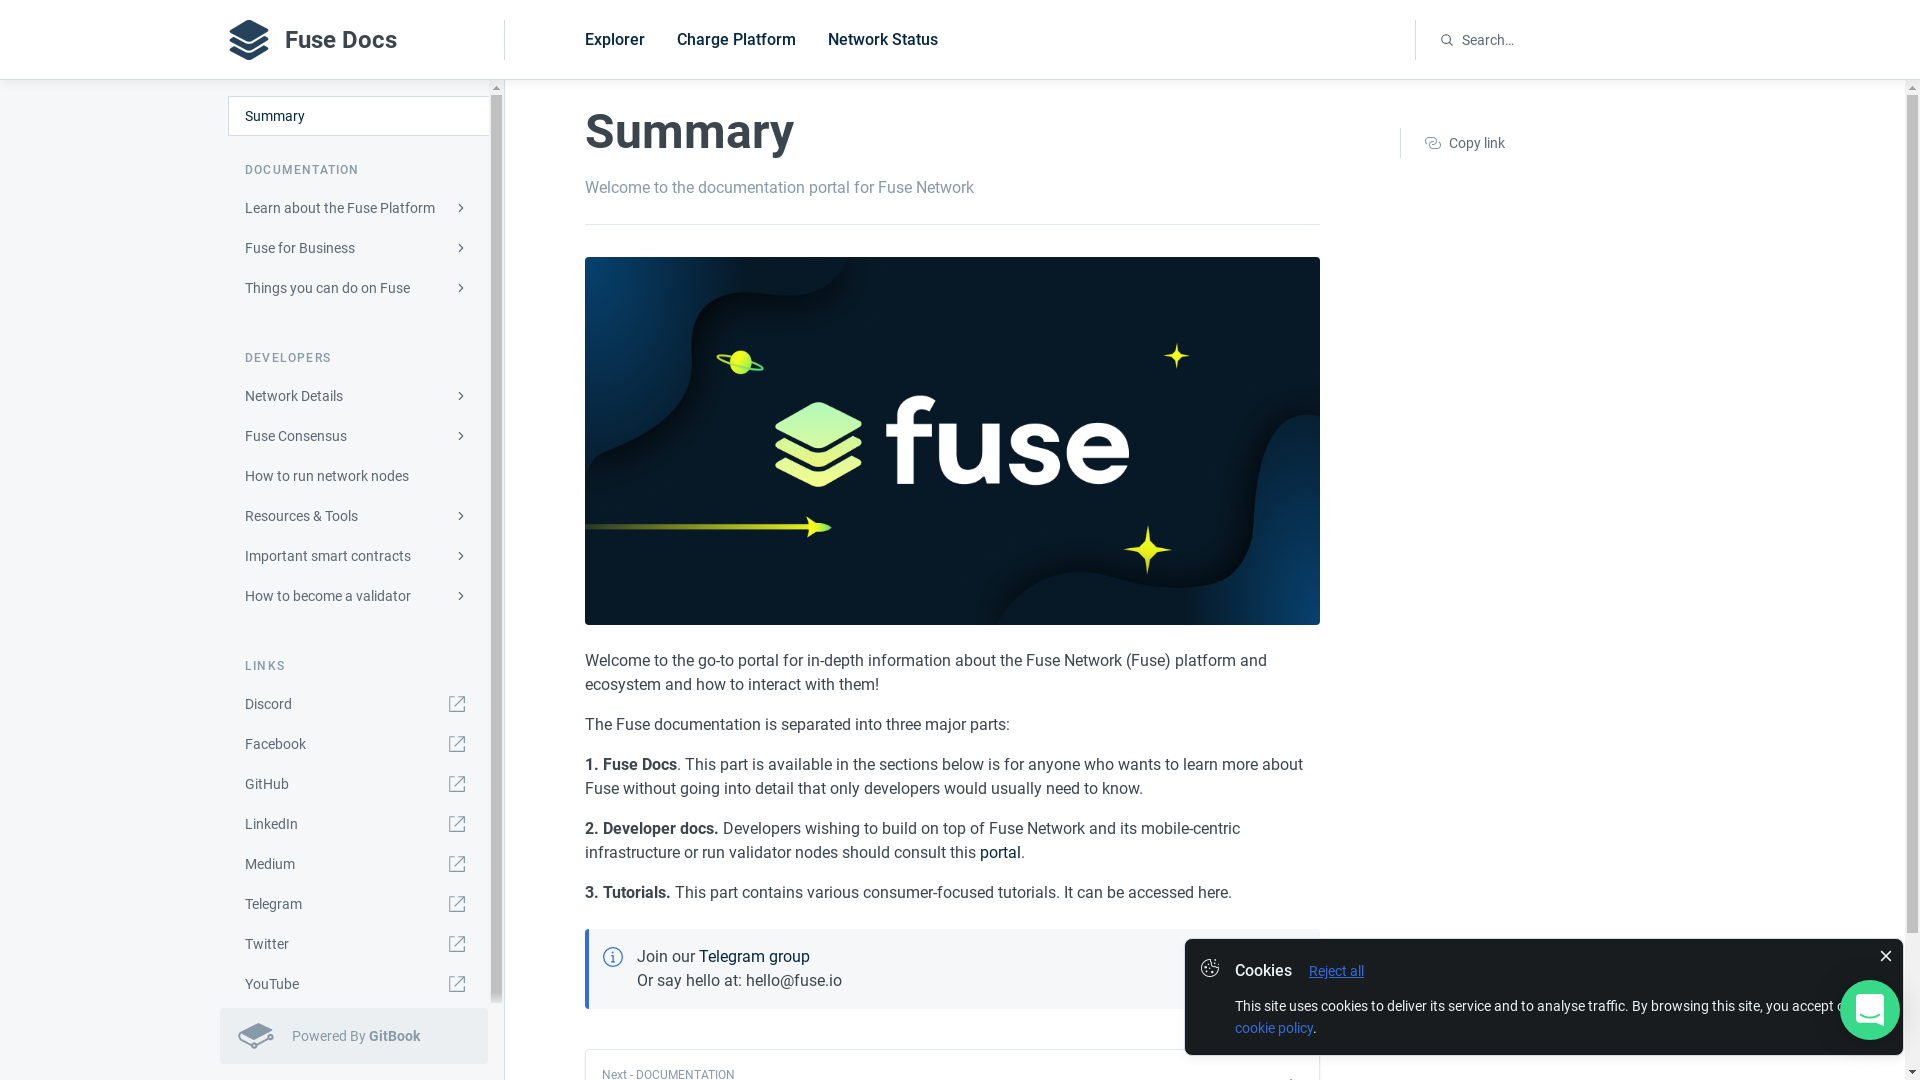 Fuse Docs
Explorer
Charge Platform
Network Status
Search…
Summary
DOCUMENTATION
Learn about the Fuse Platform
Fuse for Business
Things you can do on Fuse
DEVELOPERS
Network Details
Fuse Consensus
How to run network nodes
Resources & Tools
Important smart contracts
How to become a validator
LINKS
Discord
Facebook
GitHub
LinkedIn
Medium
Telegram
Twitter
YouTube
Powered By GitBook
Summary
Copy link
Welcome to the documentation portal for Fuse Network
fuse
Welcome to the go-to portal for in-depth information about the Fuse Network (Fuse) platform and
ecosystem and how to interact with them!
The Fuse documentation is separated into three major parts:
1. Fuse Docs. This part is available in the sections below is for anyone who wants to learn more about
Fuse without going into detail that only developers would usually need to know.
2. Developer docs. Developers wishing to build on top of Fuse Network and its mobile-centric
infrastructure or run validator nodes should consult this portal.
3. Tutorials. This part contains various consumer-focused tutorials. It can be accessed here.
Join our Telegram group
Or say hello at: hello@fuse.io
Next - DOCUMENTATION
Cookies Reject all
This site uses cookies to deliver its service and to analyse traffic. By browsing this site, you accept
cookie policy.